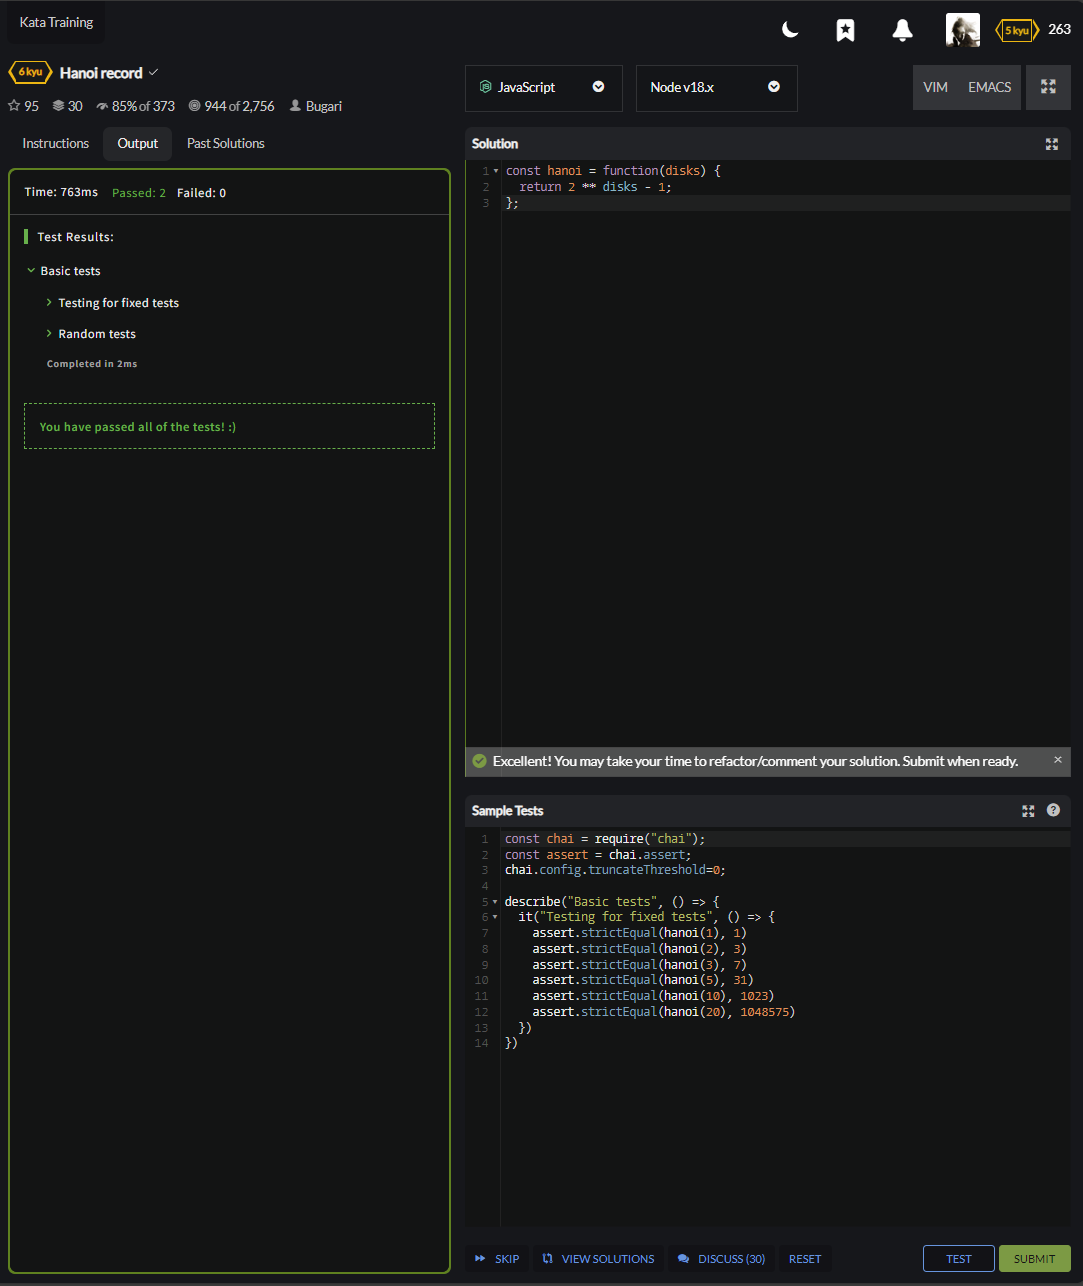 Kata Training
5 kyu 263
6 kyu Hanoi record
95 30 85% of 373 944 of 2,756 Bugari
Instructions Output Past Solutions
Time: 763ms Passed: 2 Failed: 0
Test Results:
Basic tests
Testing for fixed tests
Random tests
Completed in 2ms
You have passed all of the tests! :)
JavaScript
Node v18.x
VIM EMACS
Solution
1 const hanoi = function(disks) {
2 return 2 ** disks - 1;
3 };
Excellent! You may take your time to refactor/comment your solution. Submit when ready. ×
Sample Tests ?
1 const chai = require("chai");
2 const assert = chai.assert;
3 chai.config.truncateThreshold=0;
4
5 describe("Basic tests", () => {
6 it("Testing for fixed tests", () => {
7 assert.strictEqual(hanoi(1), 1)
8 assert.strictEqual(hanoi(2), 3)
9 assert.strictEqual(hanoi(3), 7)
10 assert.strictEqual(hanoi(5), 31)
11 assert.strictEqual(hanoi(10), 1023)
12 assert.strictEqual(hanoi(20), 1048575)
13 })
14 })
SKIP VIEW SOLUTIONS DISCUSS (30) RESET TEST SUBMIT